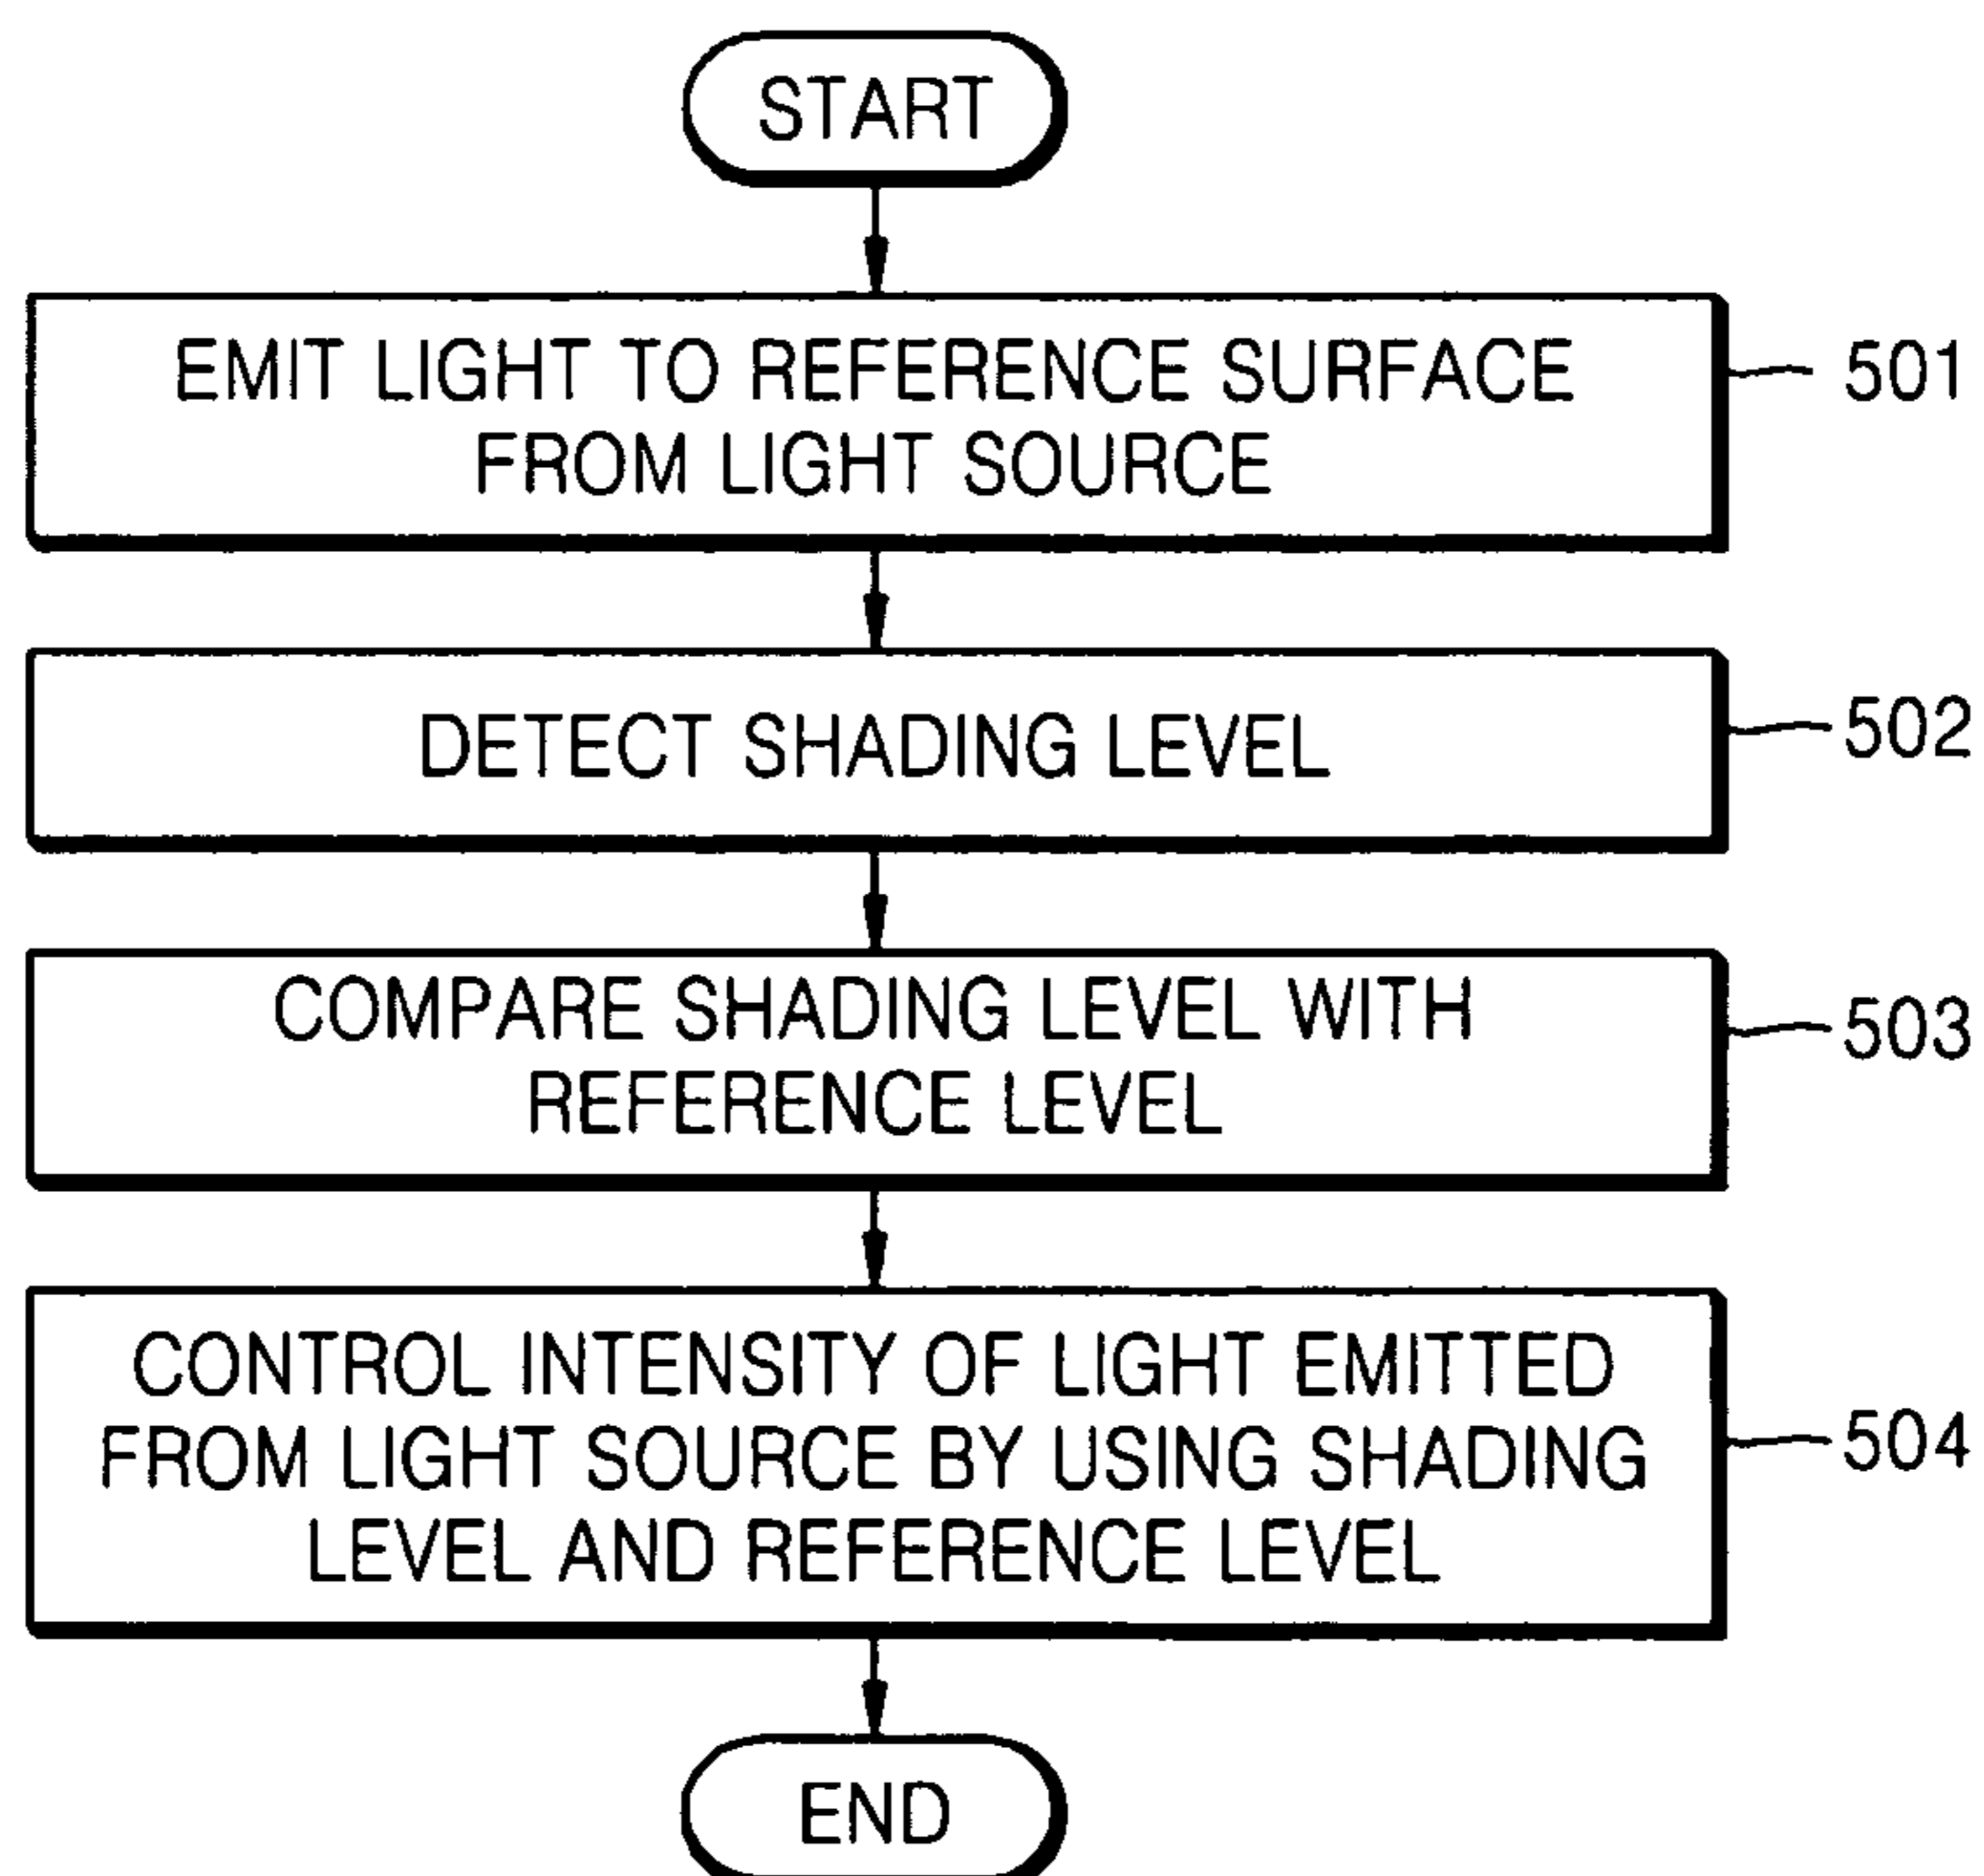 START
EMIT LIGHT TO REFERENCE SURFACE
FROM LIGHT SOURCE
501
DETECT SHADING LEVEL
502
COMPARE SHADING LEVEL WITH
REFERENCE LEVEL
503
CONTROL INTENSITY OF LIGHT EMITTED
FROM LIGHT SOURCE BY USING SHADING
LEVEL AND REFERENCE LEVEL
504
END